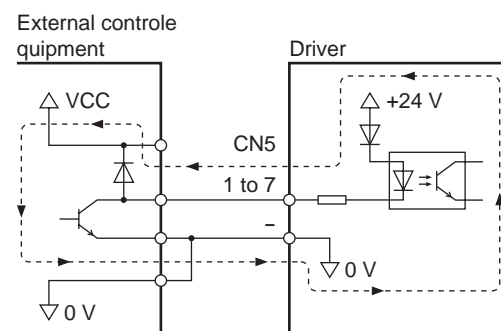 External controle
quipment
Driver
VCC
+24 V
CN5
1 to 7
–
0 V
0 V